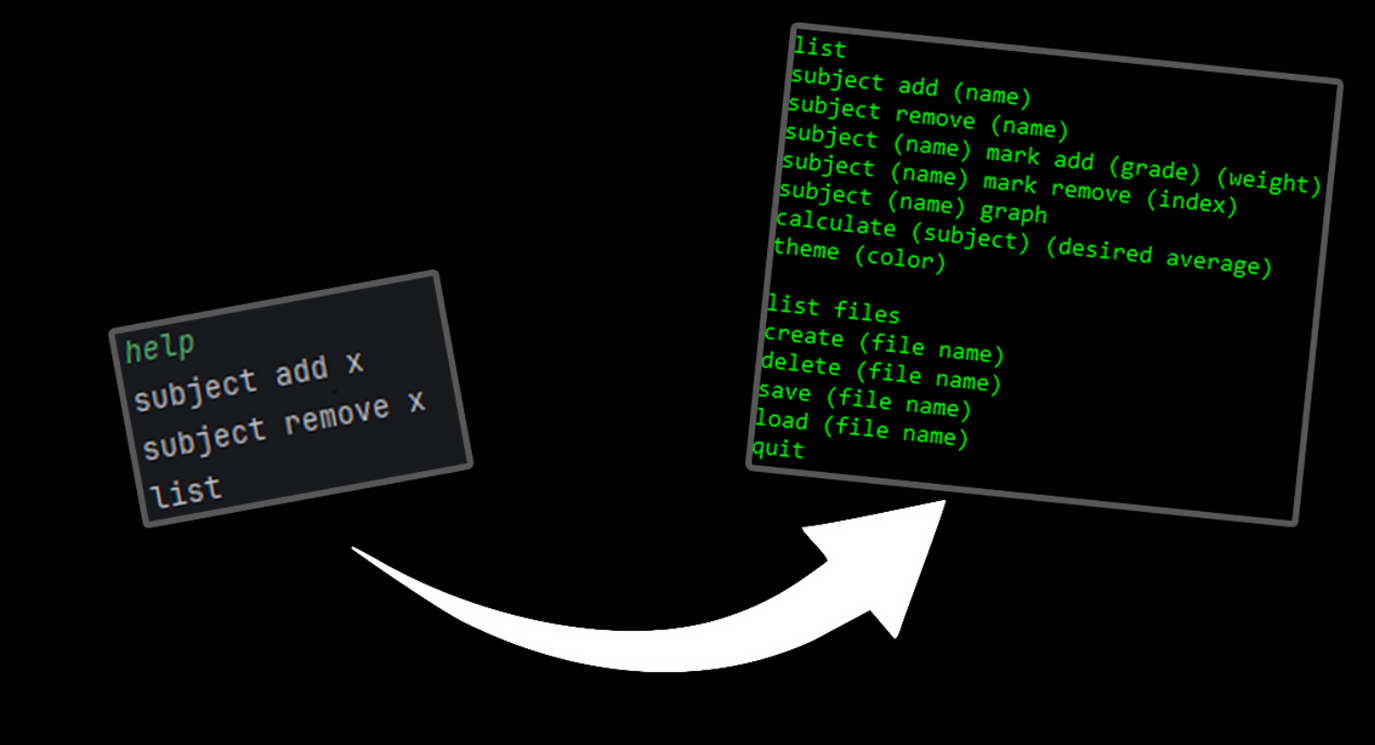 help
subject add x
subject remove x
list
list
subject add (name)
subject remove (name)
subject (name) mark add (grade) (weight)
subject (name) mark remove (index)
subject (name) graph
calculate (subject) (desired average)
theme (color)
list files
create (file name)
delete (file name)
save (file name)
load (file name)
quit